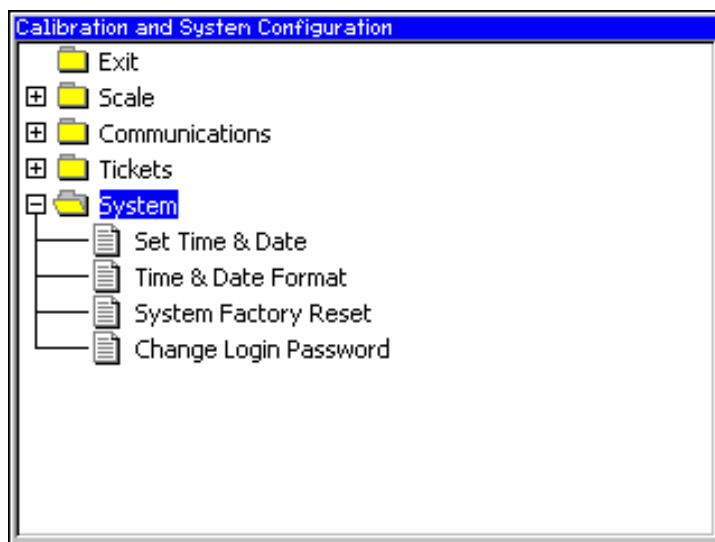 Calibration and System Configuration
Exit
Scale
Communications
Tickets
System
Set Time & Date
Time & Date Format
System Factory Reset
Change Login Password